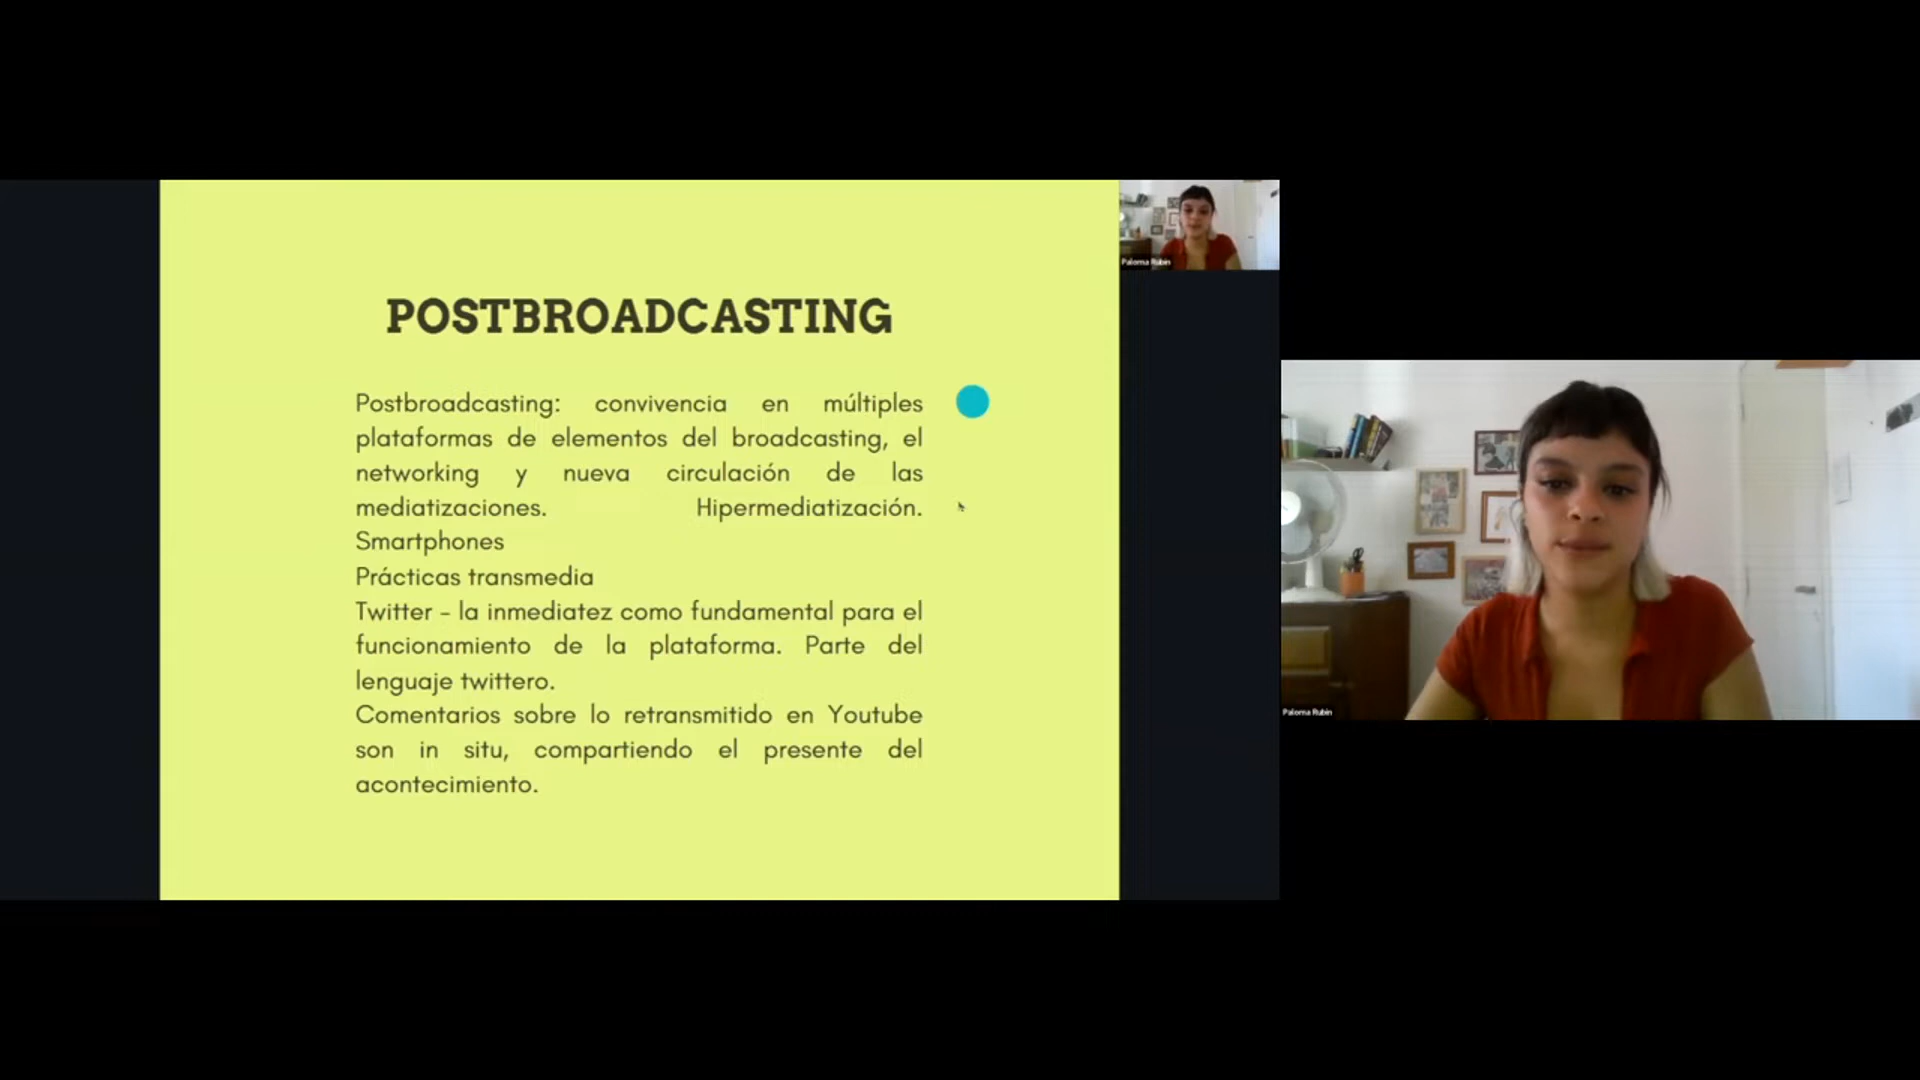 POSTBROADCASTING
Postbroadcasting: convivencia en múltiples
plataformas de elementos del broadcasting, el
networking y nueva circulación de las
mediatizaciones. Hipermediatización.
Smartphones
Prácticas transmedia
Twitter - la inmediatez como fundamental para el
funcionamiento de la plataforma. Parte del
lenguaje twittero.
Comentarios sobre lo retransmitido en Youtube
son in situ, compartiendo el presente del
acontecimiento.
Paloma Rubin
Paloma Rubin